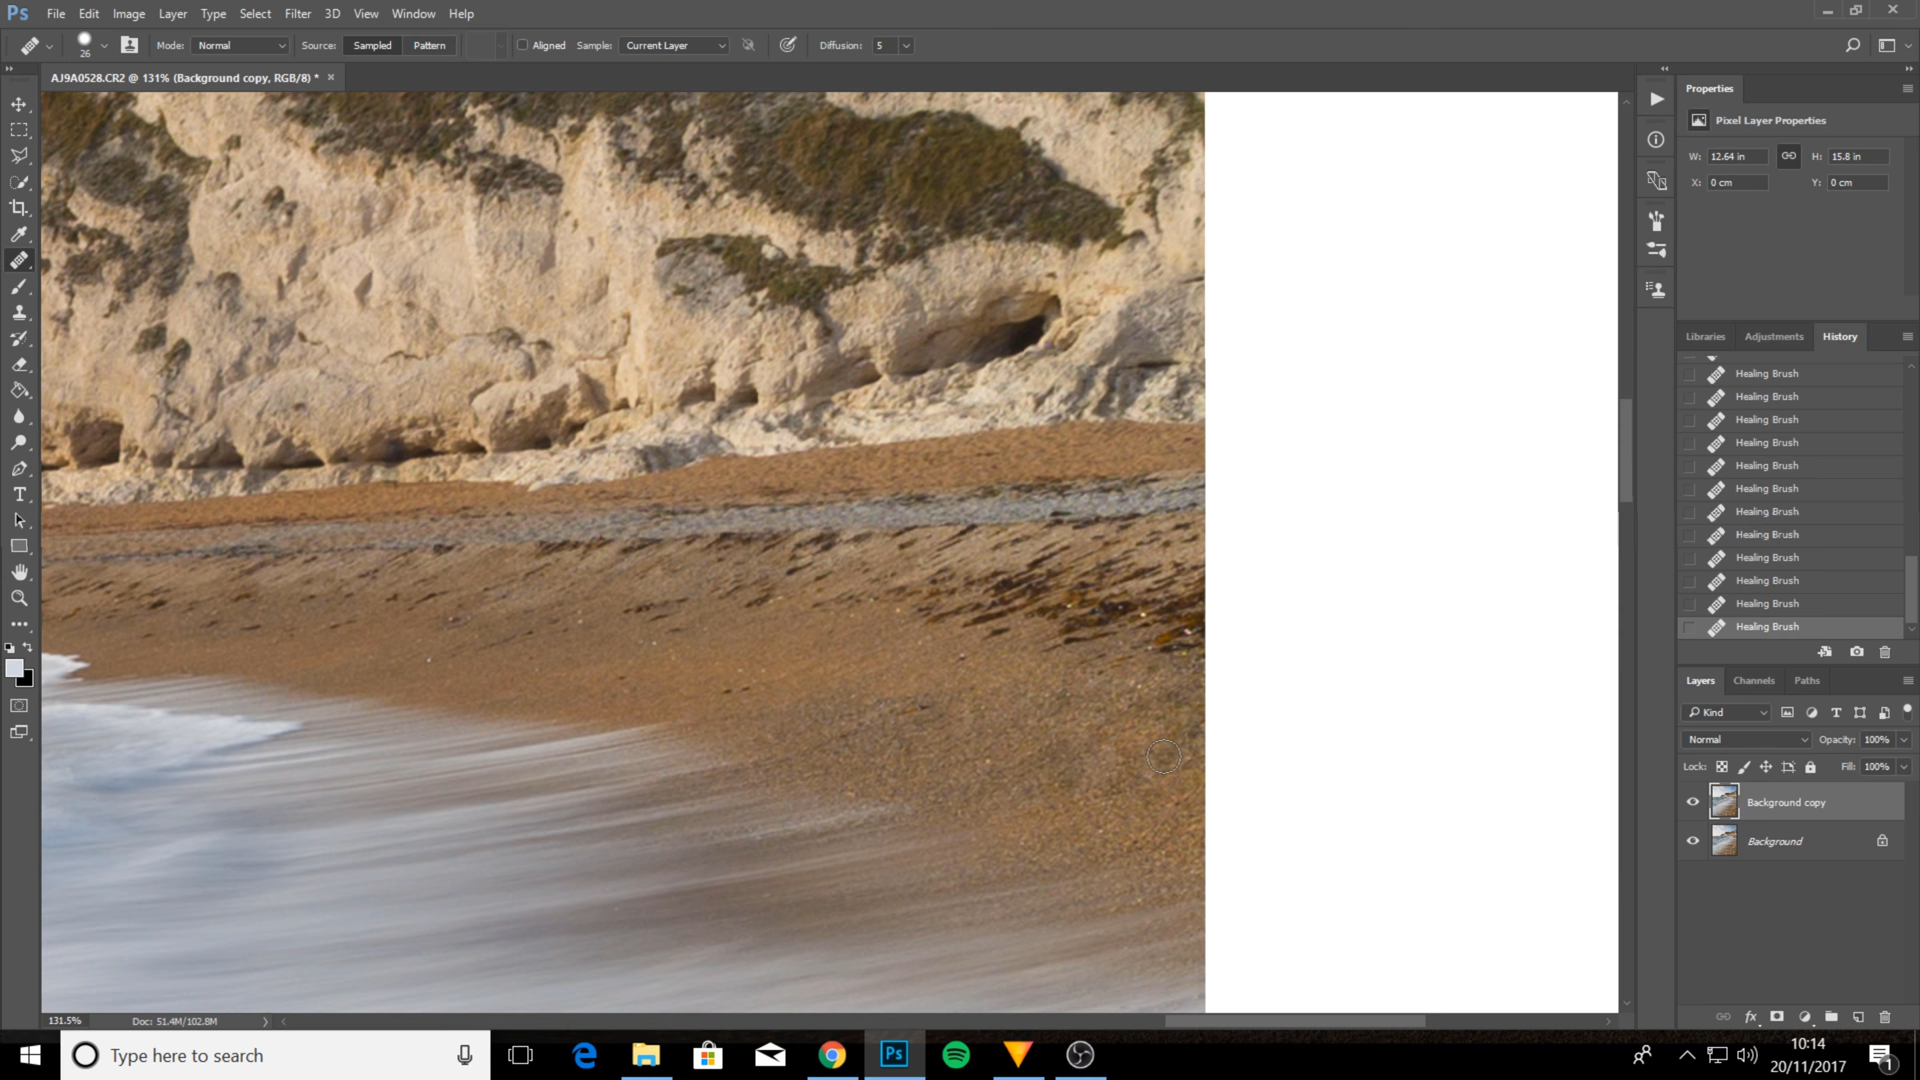 Ps File Edit Image Layer Type Select Filter 3D View Window Help
26 Mode: Normal Source: Sampled Pattern Aligned Sample: Current Layer Diffusion: 5
AJ9A0528.CR2 @ 131% (Background copy, RGB/8) * ×
Properties
Pixel Layer Properties
W: 12.64 in H: 15.8 in
X: 0 cm Y: 0 cm
Libraries Adjustments History
Healing Brush
Healing Brush
Healing Brush
Healing Brush
Healing Brush
Healing Brush
Healing Brush
Healing Brush
Healing Brush
Healing Brush
Healing Brush
Healing Brush
Layers Channels Paths
Kind
Normal Opacity: 100%
Lock: Fill: 100%
Background copy
Background
fx
131.5% Doc: 51.4M/102.8M
Type here to search
Ps
10:14
20/11/2017
1